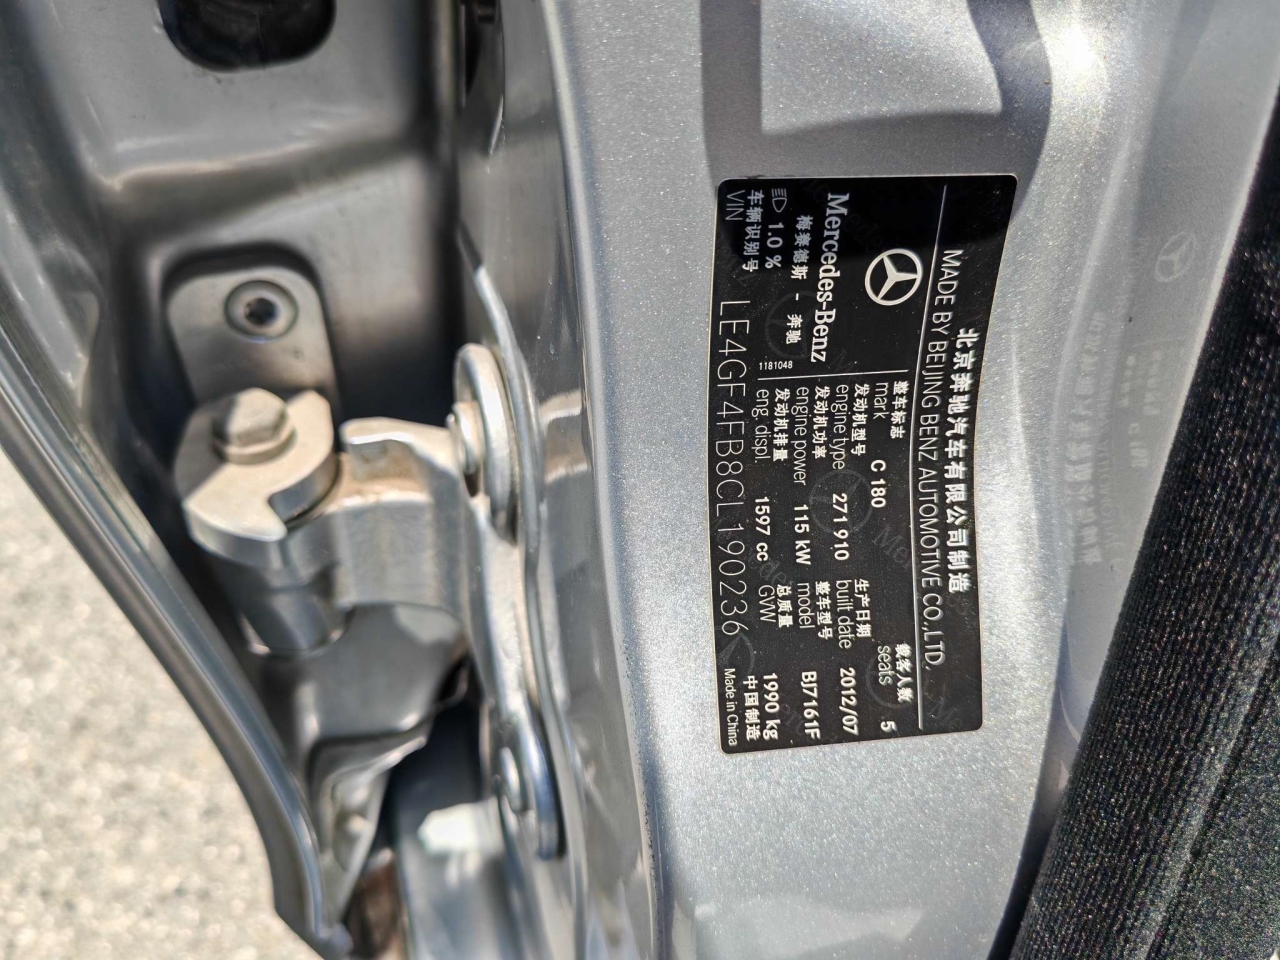 北京奔驰汽车有限公司制造
MADE BY BEIJING BENZ AUTOMOTIVE CO.,LTD.
Mercedes-Benz
梅赛德斯 - 奔驰
1.0 %
1181048
整车标志
mark C 180
载客人数
seats 5
发动机型号
engine type 271 910
生产日期
built date 2012/07
发动机功率
engine power 115 kW
整车型号
model BJ7161F
发动机排量
eng. displ. 1597 cc
总质量
GVW 1990 kg
车辆识别号
VIN LE4GF4FB8CL190236
中国制造
Made in China